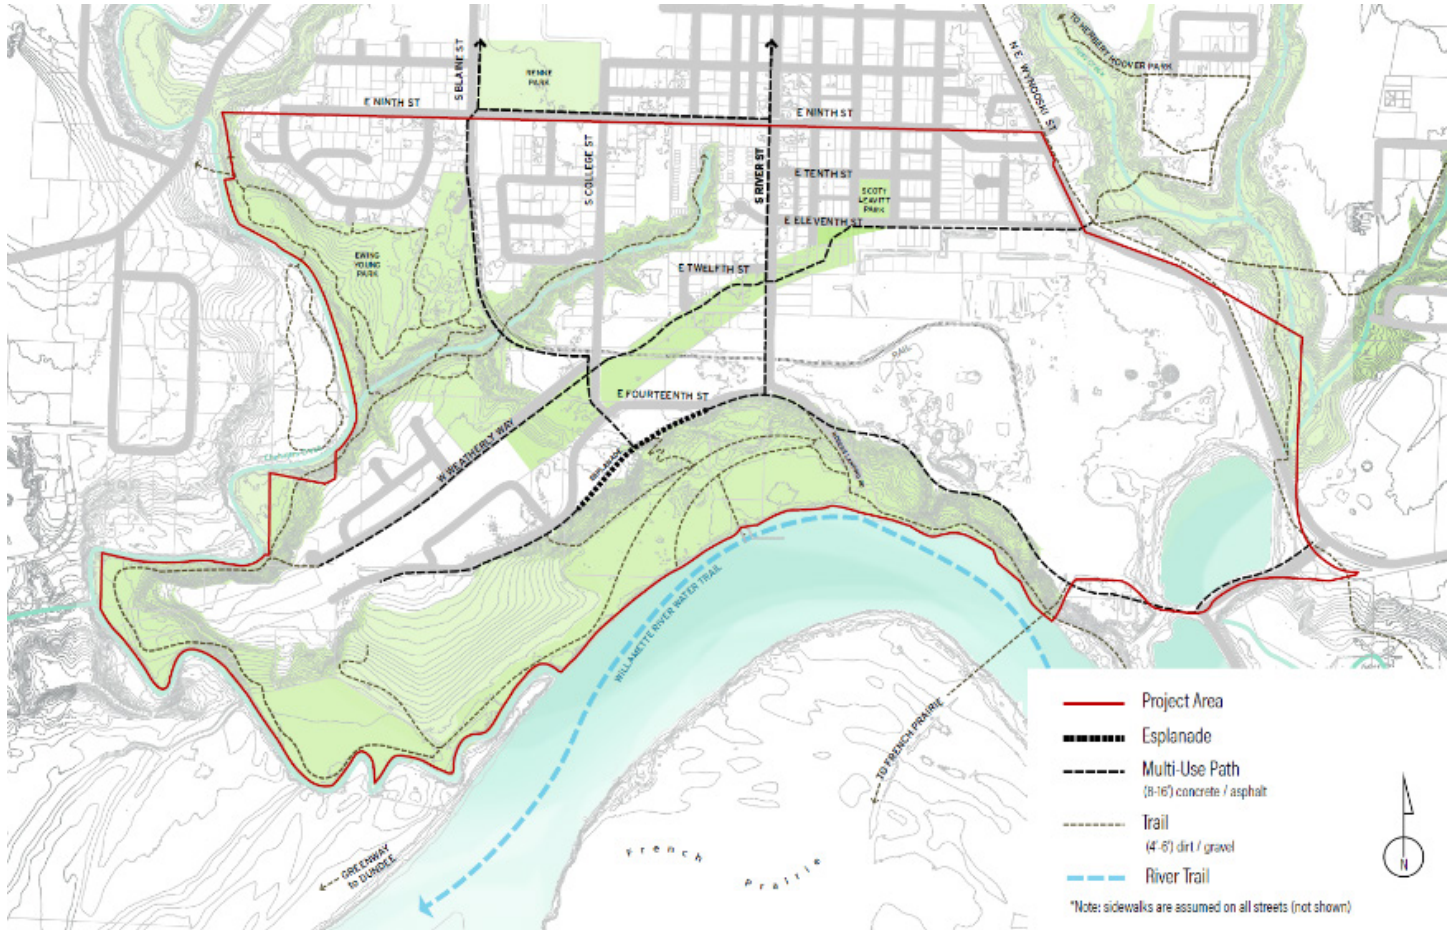 TO HERBERT HOOVER PARK
S BLAINE ST
RENNE
PARK
N E WYNOOSKI ST
E NINTH ST
E NINTH ST
S COLLEGE ST
S RIVER ST
E TENTH ST
SCOTT
LEAVITT
PARK
E ELEVENTH ST
EWING
YOUNG
PARK
E TWELFTH ST
RAIL
E FOURTEENTH ST
W WEATHERLY WAY
ESPLANADE
WILLAMETTE RIVER WATER TRAIL
TO FRENCH PRAIRIE
French
Prairie
GREENWAY
to DUNDEE
Project Area
Esplanade
Multi-Use Path
(8-16') concrete / asphalt
Trail
(4'-6') dirt / gravel
River Trail
*Note: sidewalks are assumed on all streets (not shown)
N